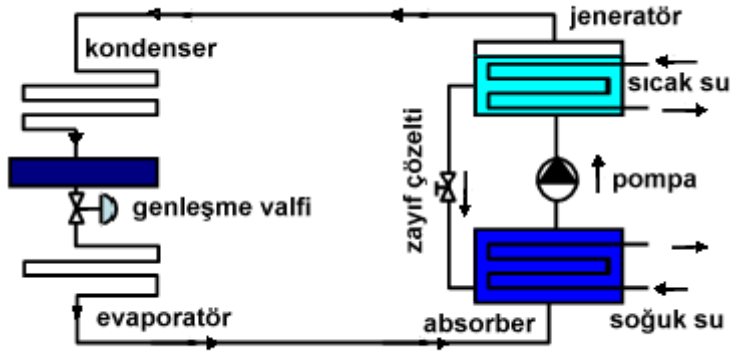 jeneratör
kondenser
sıcak su
zayıf çözelti
pompa
genleşme valfi
evaporatör
absorber
soğuk su